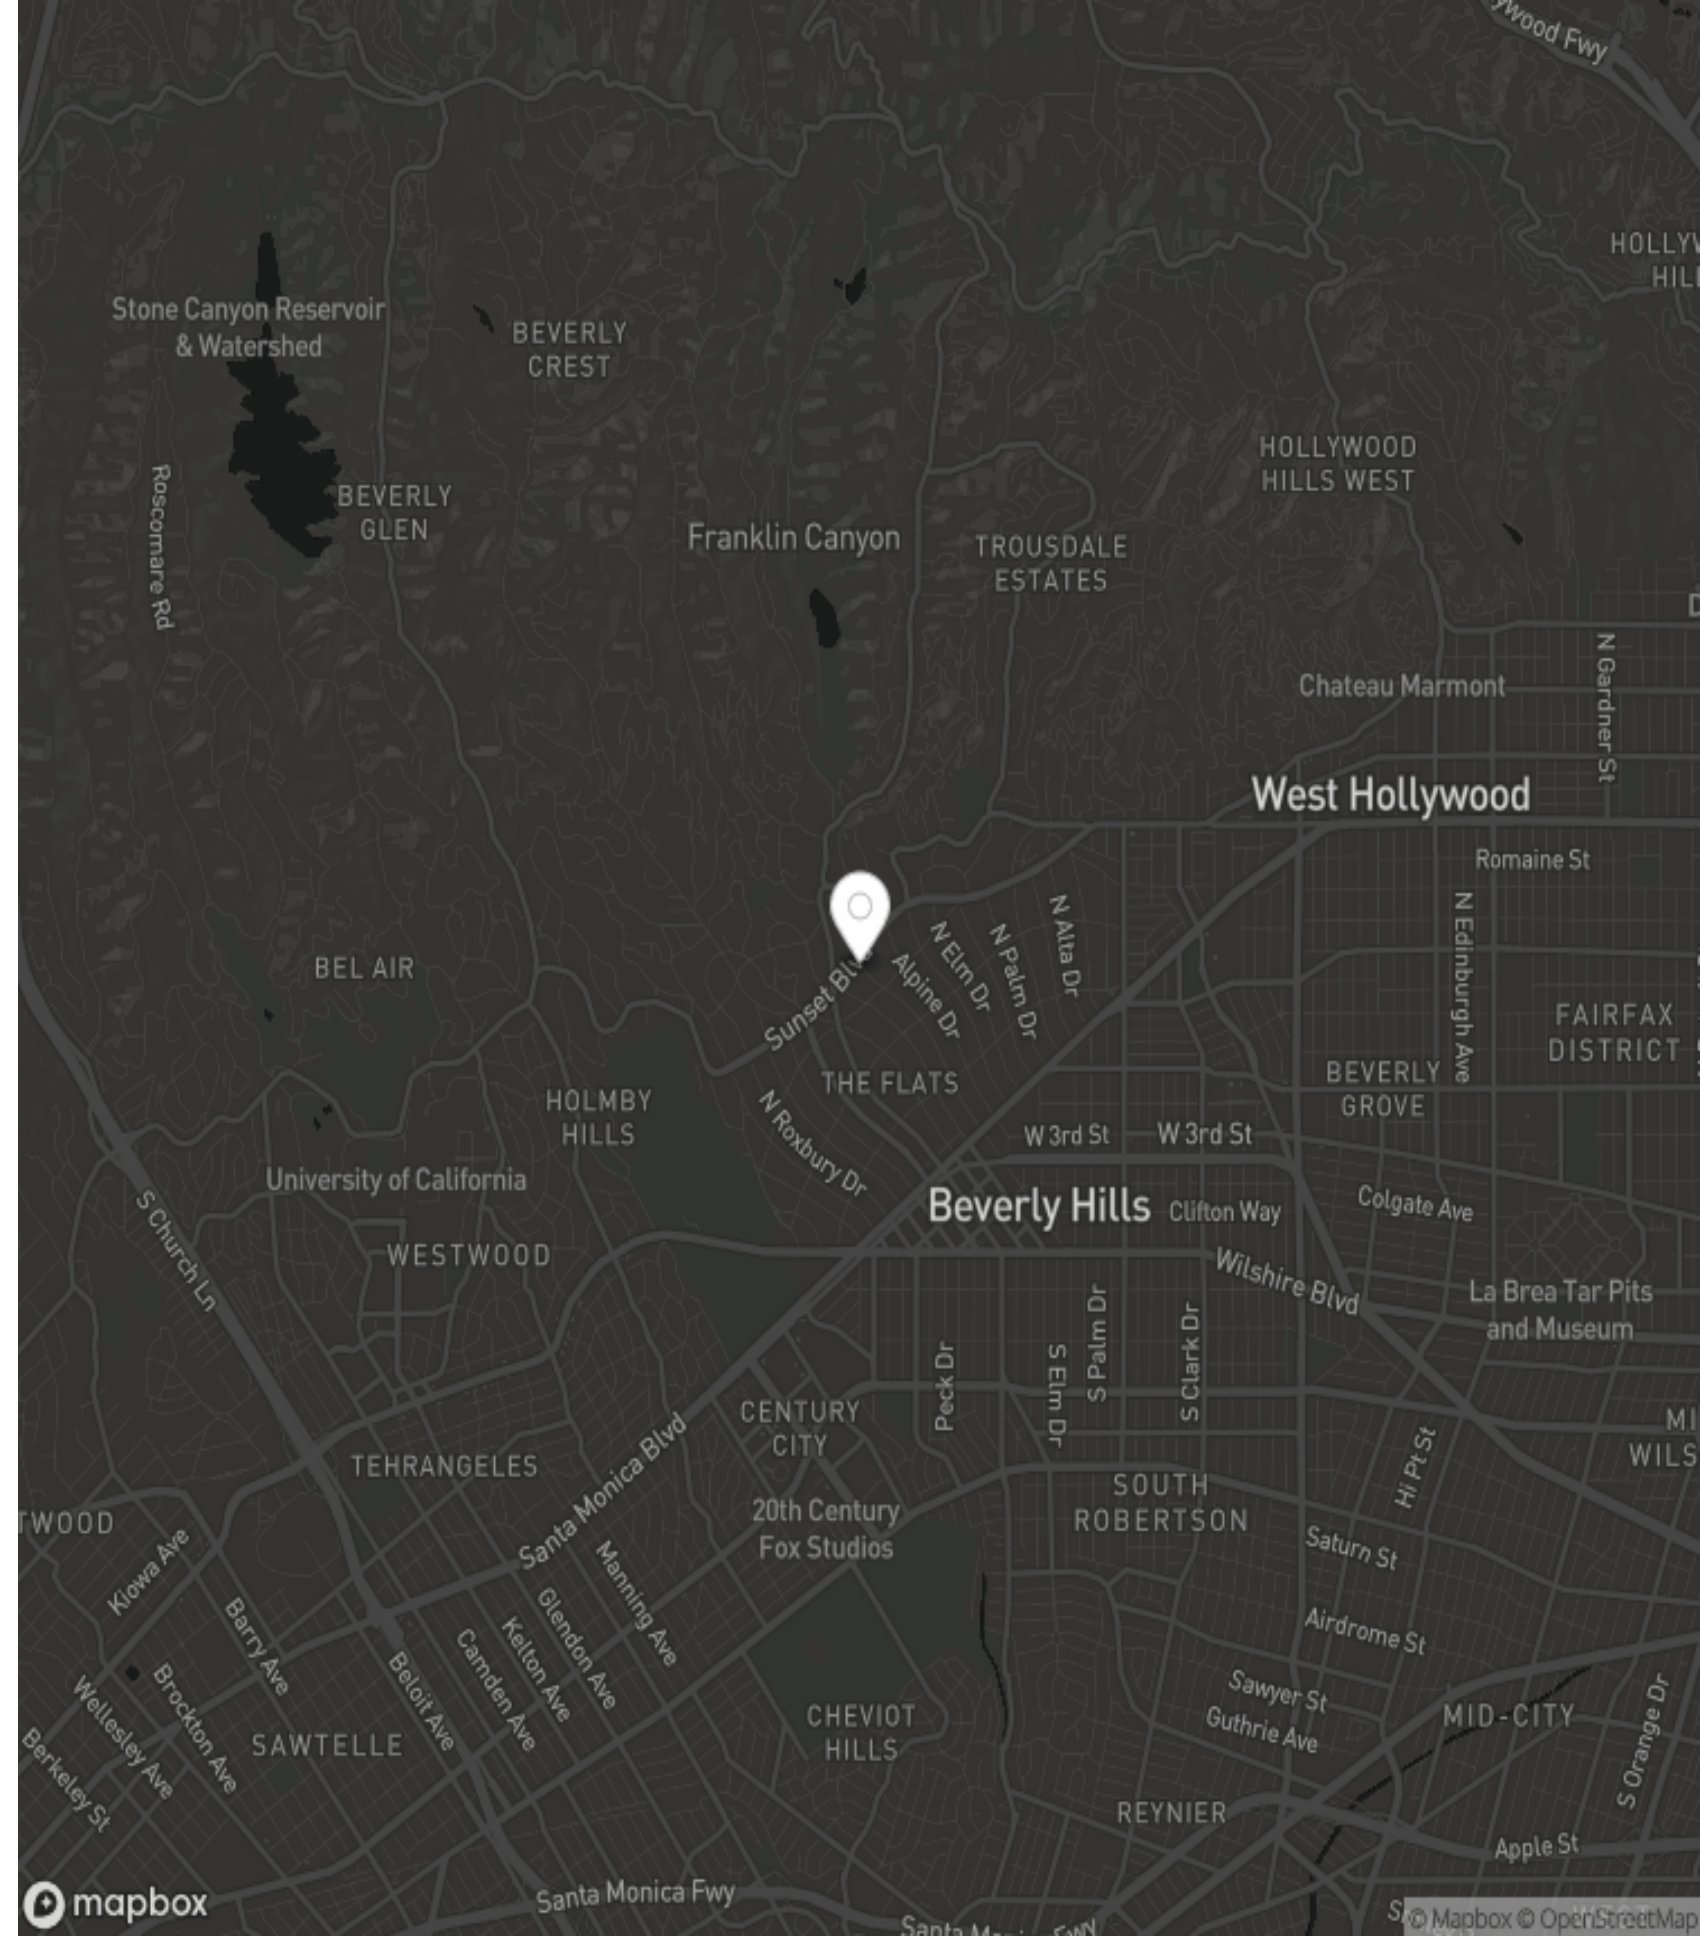 ywood Fwy
HOLLYW
HILL
Stone Canyon Reservoir
& Watershed
BEVERLY
CREST
HOLLYWOOD
HILLS WEST
Roscomare Rd
BEVERLY
GLEN
Franklin Canyon
TROUSDALE
ESTATES
N Gardner St
Chateau Marmont
West Hollywood
Romaine St
N Edinburgh Ave
BEL AIR
Sunset Blv
Alpine Dr
N Elm Dr
N Palm Dr
N Alta Dr
FAIRFAX
DISTRICT
THE FLATS
BEVERLY
GROVE
HOLMBY
HILLS
N Roxbury Dr
W 3rd St
W 3rd St
University of California
Beverly Hills
Clifton Way
Colgate Ave
S Church Ln
WESTWOOD
Wilshire Blvd
La Brea Tar Pits
and Museum
Peck Dr
S Elm Dr
S Palm Dr
S Clark Dr
CENTURY
CITY
MI
WILS
TEHRANGELES
Santa Monica Blvd
Hi Pt St
SOUTH
ROBERTSON
20th Century
Fox Studios
TWOOD
Saturn St
Kiowa Ave
Barry Ave
Manning Ave
Glendon Ave
Kelton Ave
Camden Ave
Beloit Ave
Airdrome St
Wellesley Ave
Brockton Ave
Sawyer St
Guthrie Ave
MID-CITY
S Orange Dr
Berkeley St
SAWTELLE
CHEVIOT
HILLS
REYNIER
Apple St
mapbox
Santa Monica Fwy
Santa Monica Fwy
© Mapbox © OpenStreetMap